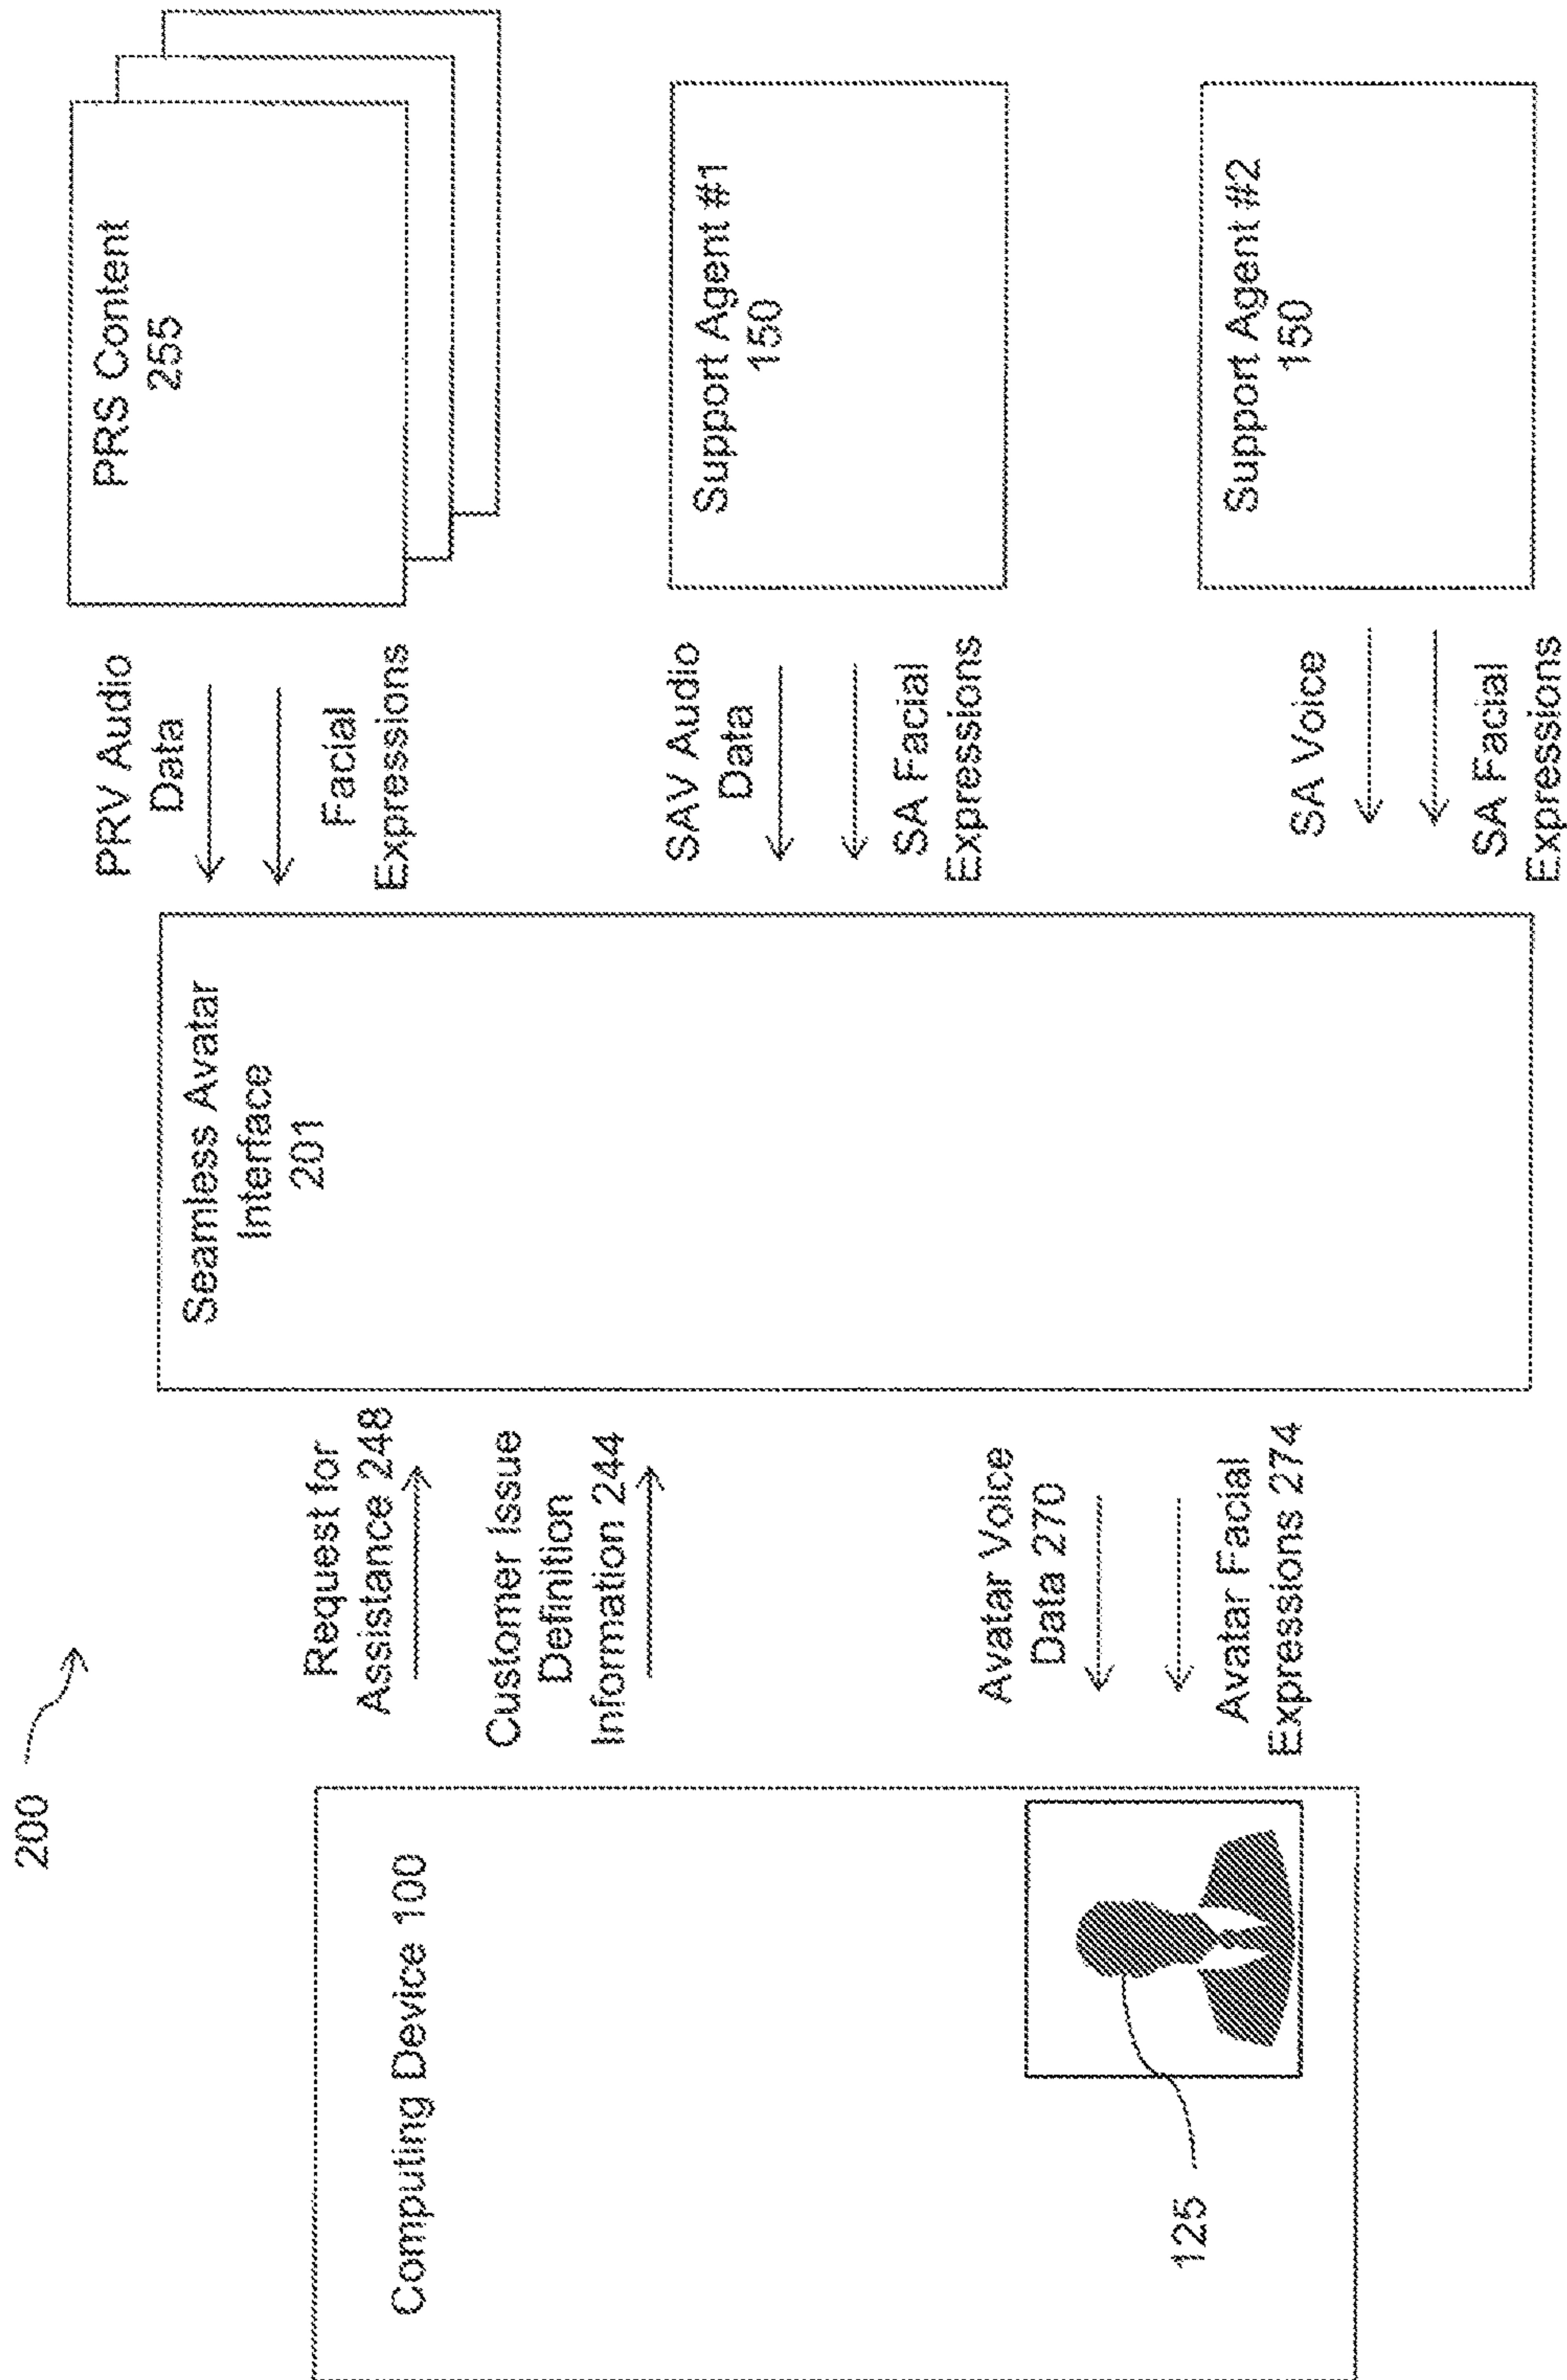 200
Computing Device 100
125
Request for
Assistance 248
Customer Issue
Definition
Information 244
Avatar Voice
Data 270
Avatar Facial
Expressions 274
Seamless Avatar
Interface
201
PRV Audio
Data
Facial
Expressions
SAV Audio
Data
SA Facial
Expressions
SA Voice
SA Facial
Expressions
PRS Content
255
Support Agent #1
150
Support Agent #2
150